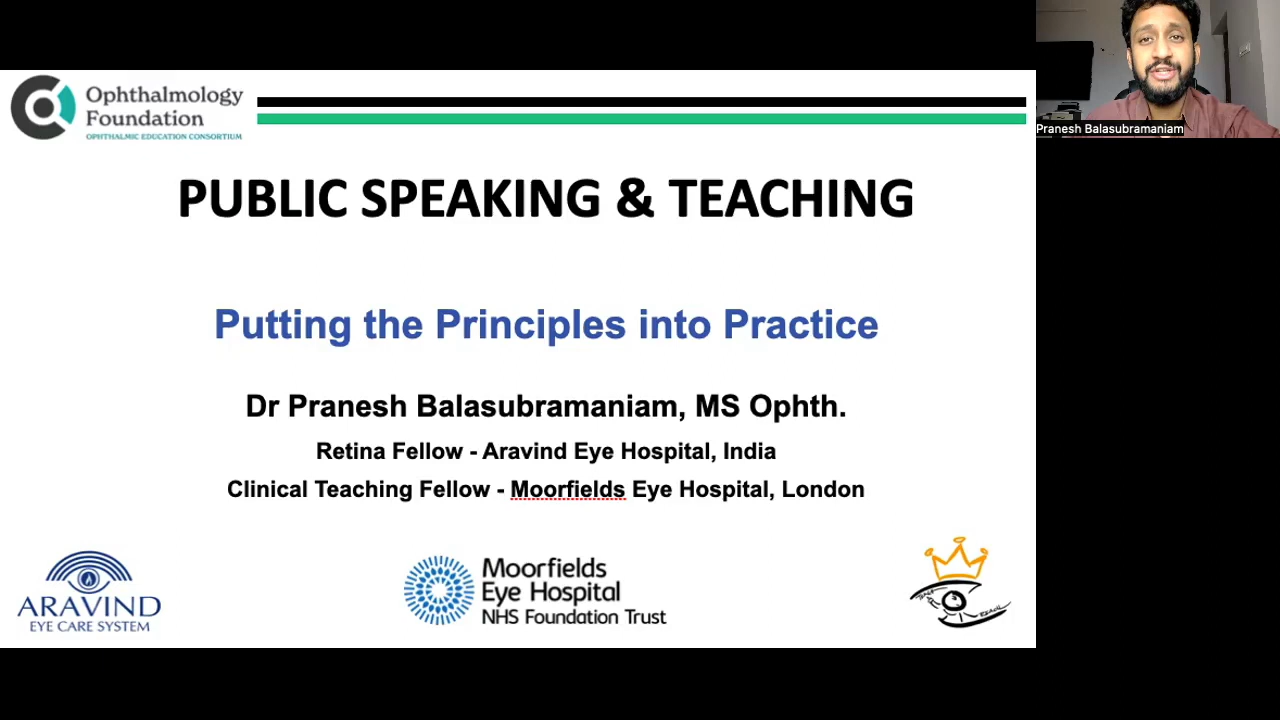 Ophthalmology
Foundation
OPHTHALMIC EDUCATION CONSORTIUM
Pranesh Balasubramaniam
PUBLIC SPEAKING & TEACHING
Putting the Principles into Practice
Dr Pranesh Balasubramaniam, MS Ophth.
Retina Fellow - Aravind Eye Hospital, India
Clinical Teaching Fellow - Moorfields Eye Hospital, London
ARAVIND
EYE CARE SYSTEM
Moorfields
Eye Hospital
NHS Foundation Trust